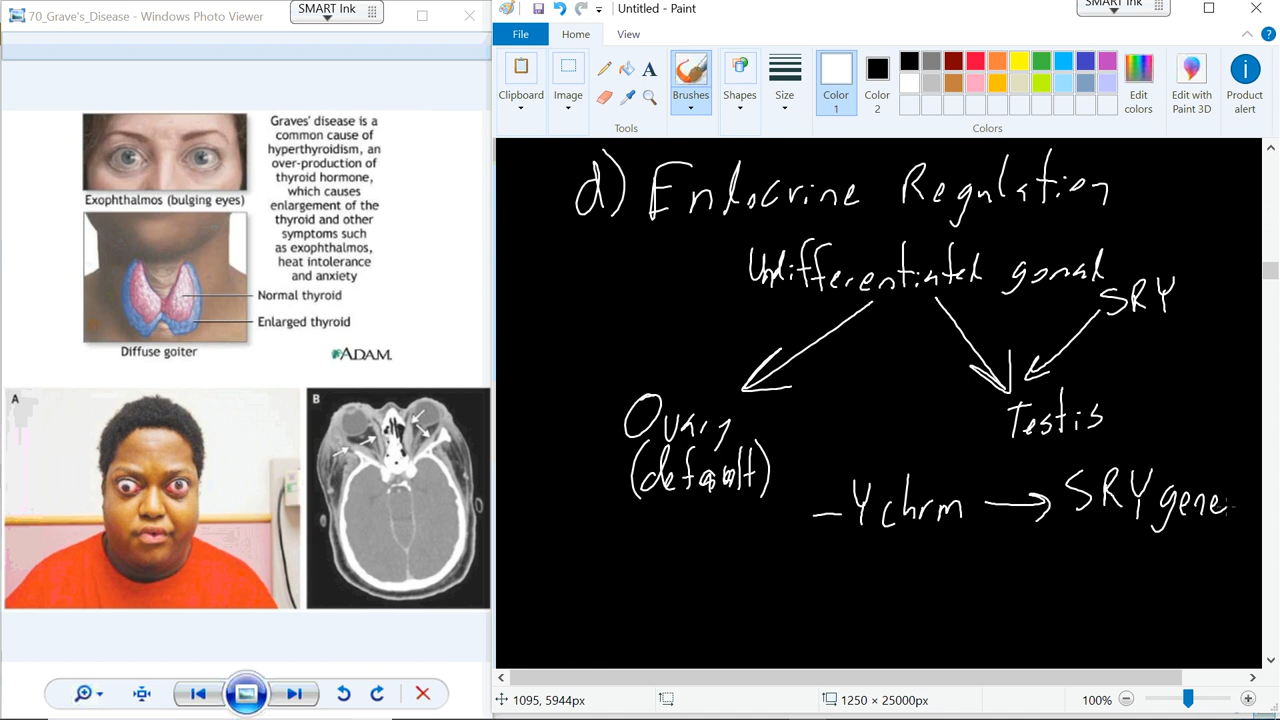 70_Grave's_Disease - Windows Photo Viewer
SMART Ink
Graves' disease is a
common cause of
hyperthyroidism, an
over-production of
thyroid hormone,
which causes
enlargement of the
thyroid and other
symptoms such
as exophthalmos,
heat intolerance
and anxiety
Exophthalmos (bulging eyes)
Normal thyroid
Enlarged thyroid
Diffuse goiter
ADAM.
A
B
Untitled - Paint
SMART Ink
File
Home
View
Clipboard
Image
Tools
Brushes
Shapes
Size
Color
1
Color
2
Edit
colors
Edit with
Paint 3D
Product
alert
Colors
d) Endocrine Regulation
Undifferentiated gonad
SRY
Ovary
(default)
Testis
- Y chrm → SRY gene
1095, 5944px
1250 × 25000px
100%